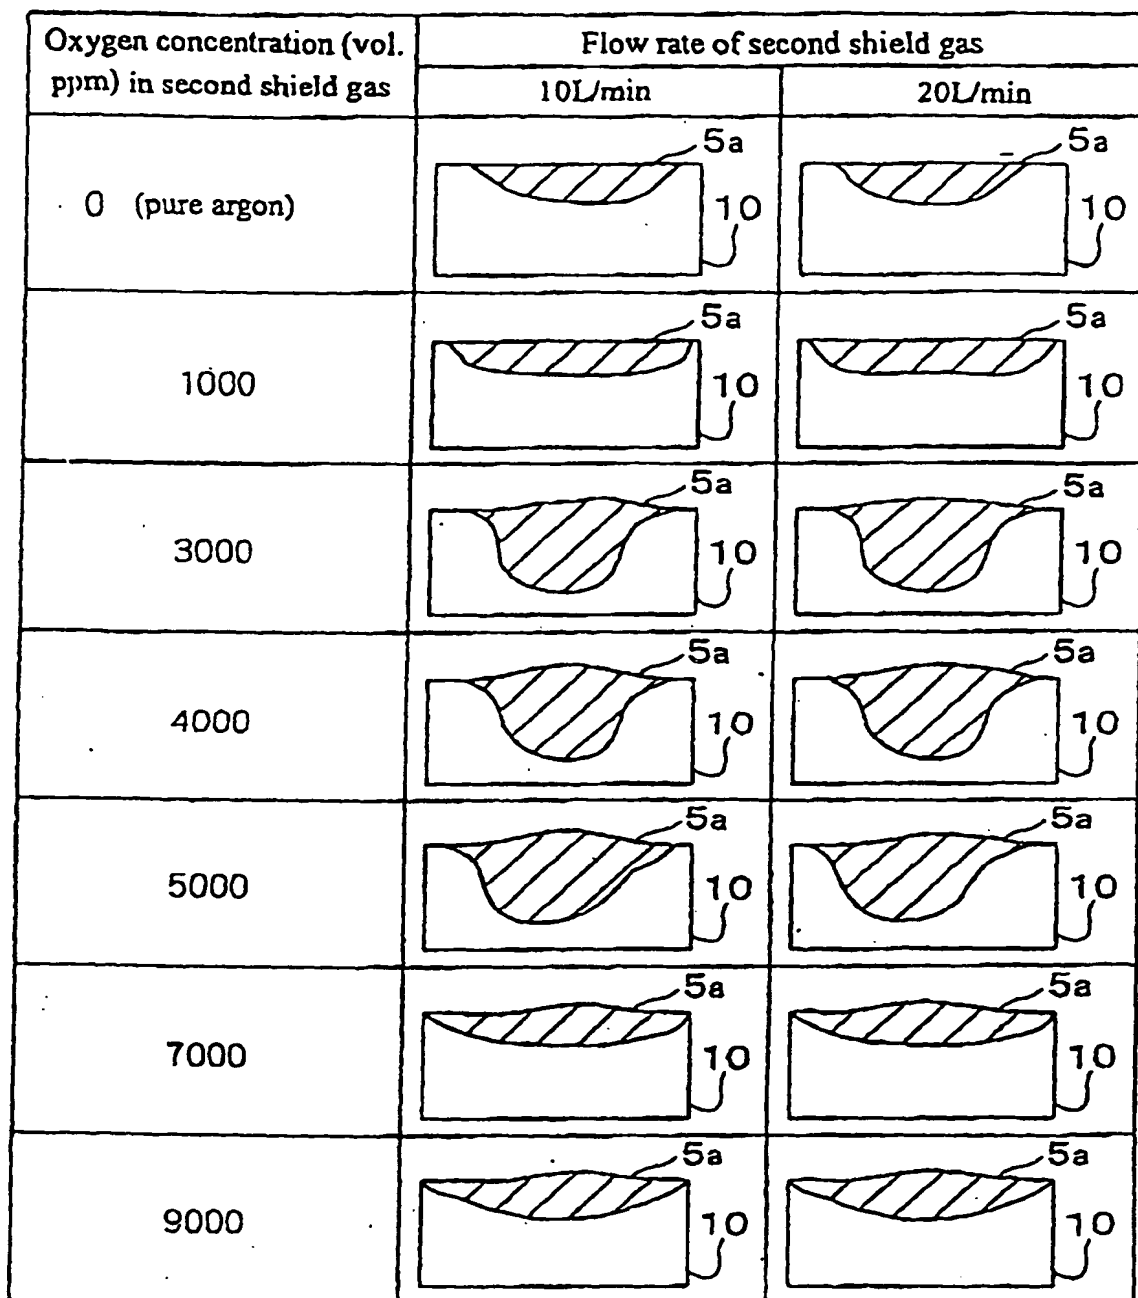 Oxygen concentration (vol.
ppm) in second shield gas
Flow rate of second shield gas
10L/min
20L/min
0 (pure argon)
5a
10
5a
10
1000
5a
10
5a
10
3000
5a
10
5a
10
4000
5a
10
5a
10
5000
5a
10
5a
10
7000
5a
10
5a
10
9000
5a
10
5a
10